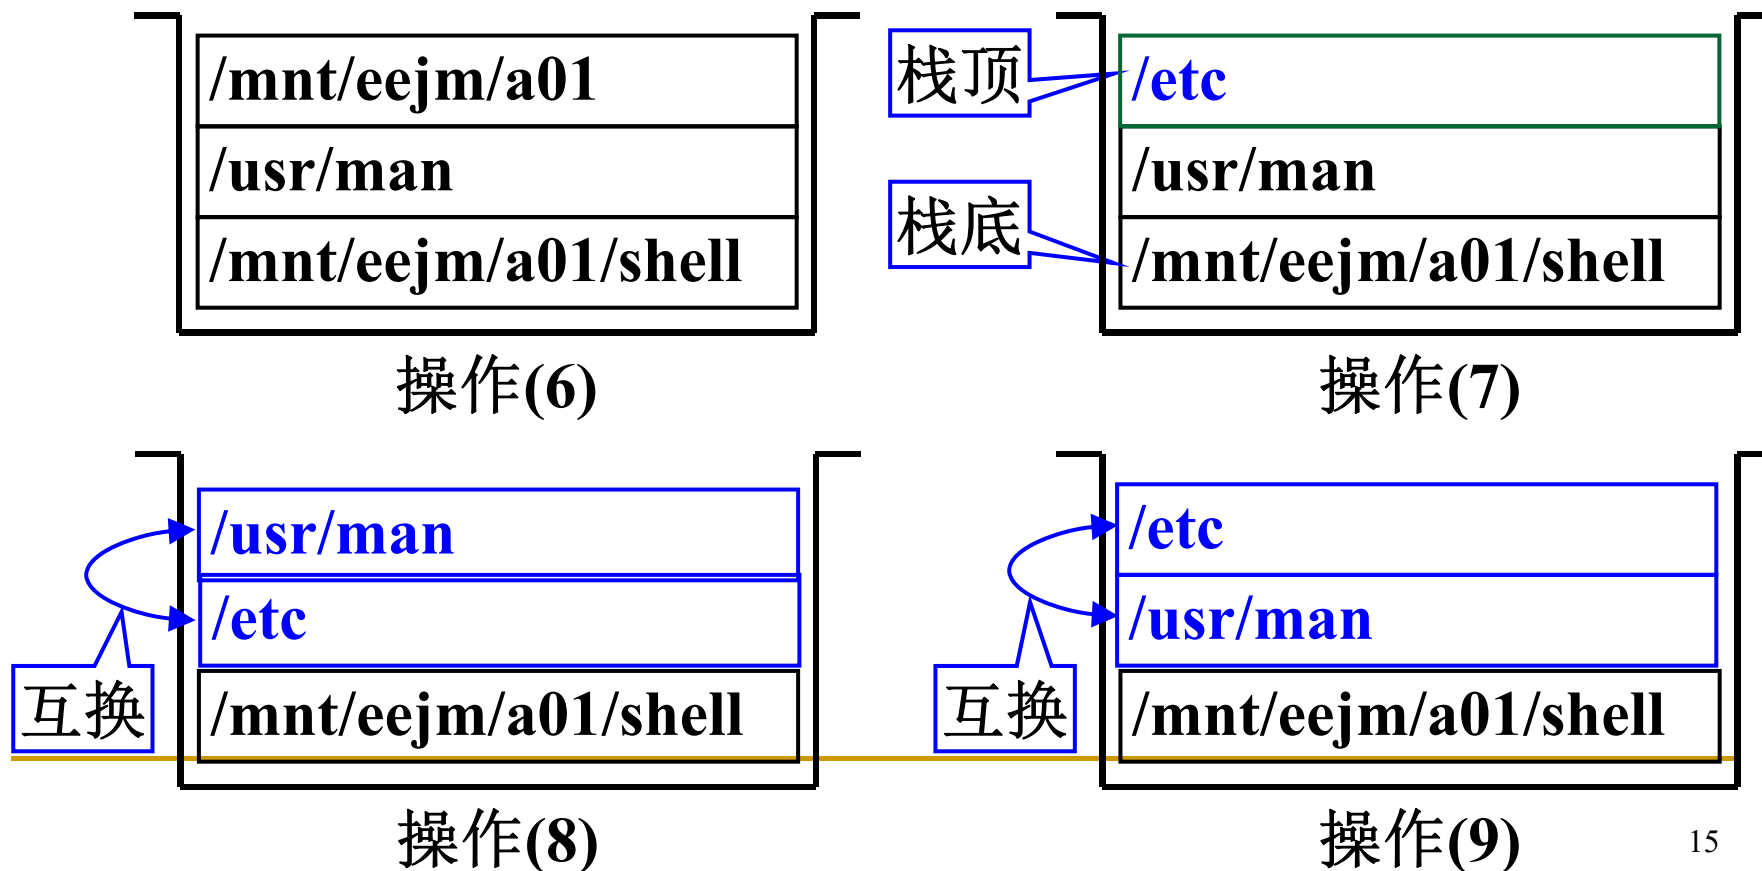 /mnt/eejm/a01
/usr/man
/mnt/eejm/a01/shell
操作(6)
栈顶
/etc
/usr/man
栈底
/mnt/eejm/a01/shell
操作(7)
/usr/man
/etc
互换
/mnt/eejm/a01/shell
操作(8)
/etc
/usr/man
互换
/mnt/eejm/a01/shell
操作(9)
15